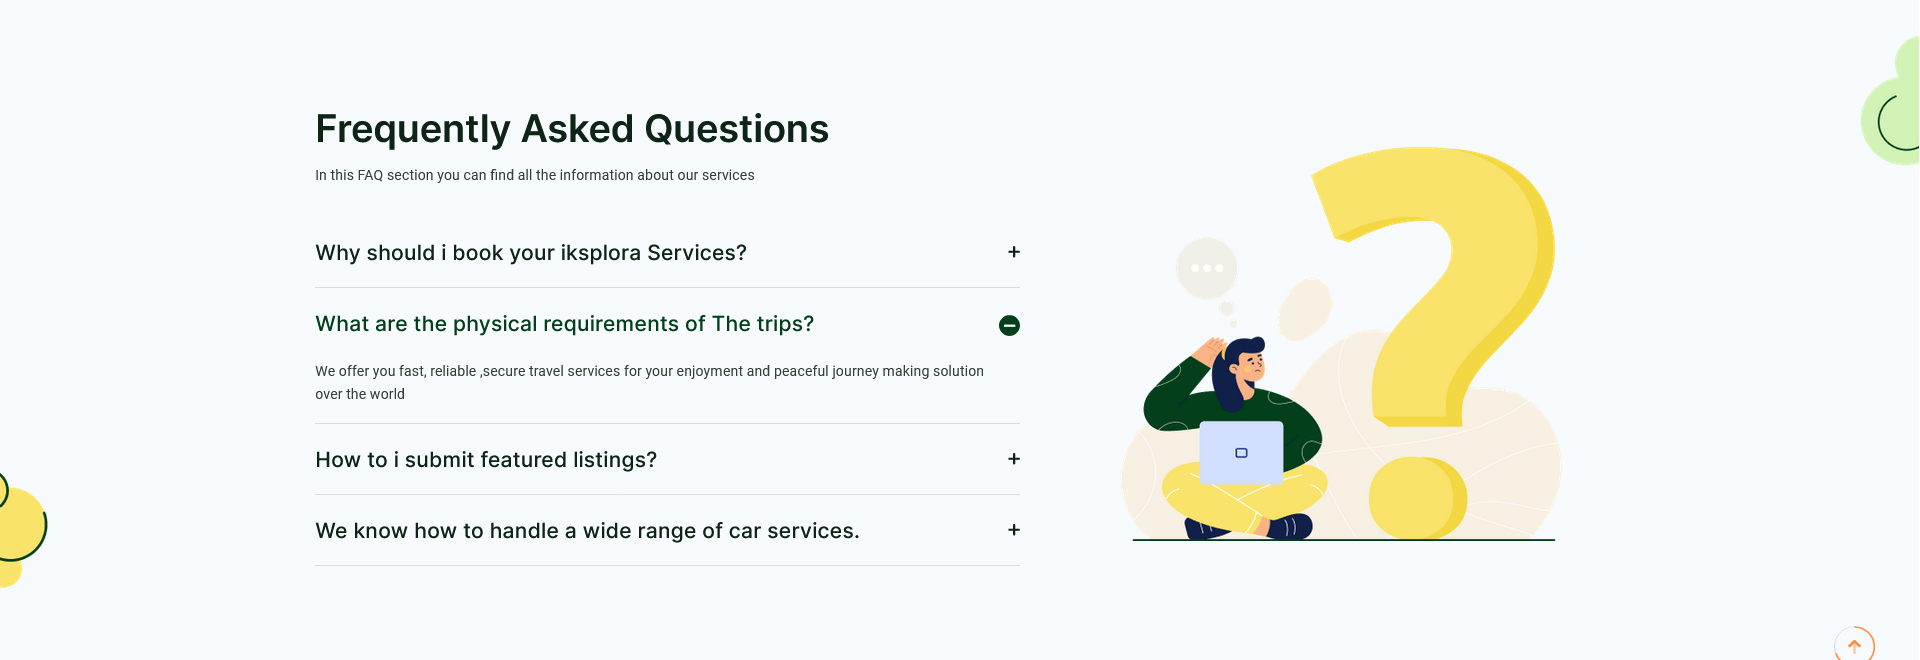 Frequently Asked Questions
In this FAQ section you can find all the information about our services
Why should i book your iksplora Services?
What are the physical requirements of The trips?
We offer you fast, reliable ,secure travel services for your enjoyment and peaceful journey making solution
over the world
How to i submit featured listings?
We know how to handle a wide range of car services.